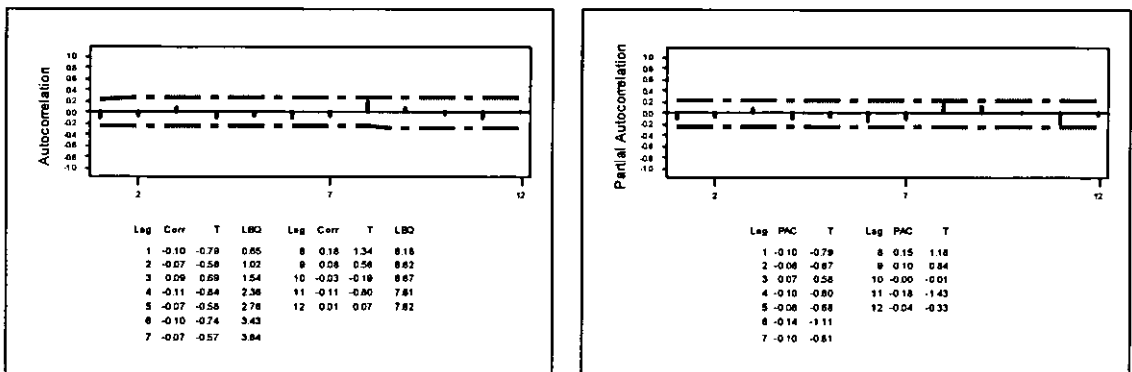 Autocorrelation
1.0
0.8
0.6
0.4
0.2
0.0
-0.2
-0.4
-0.6
-0.8
-1.0
2 7 12
Lag Corr T LBQ Lag Corr T LBQ
1 -0.10 -0.79 0.65 8 0.18 1.34 6.18
2 -0.07 -0.58 1.02 9 0.08 0.56 6.62
3 0.09 0.69 1.54 10 -0.03 -0.19 6.67
4 -0.11 -0.84 2.36 11 -0.11 -0.80 7.61
5 -0.07 -0.58 2.76 12 0.01 0.07 7.62
6 -0.10 -0.74 3.43
7 -0.07 -0.57 3.84
Partial Autocorrelation
1.0
0.8
0.6
0.4
0.2
0.0
-0.2
-0.4
-0.6
-0.8
-1.0
2 7 12
Lag PAC T Lag PAC T
1 -0.10 -0.79 8 0.15 1.18
2 -0.08 -0.67 9 0.10 0.84
3 0.07 0.58 10 -0.00 -0.01
4 -0.10 -0.80 11 -0.18 -1.43
5 -0.08 -0.68 12 -0.04 -0.33
6 -0.14 -1.11
7 -0.10 -0.81